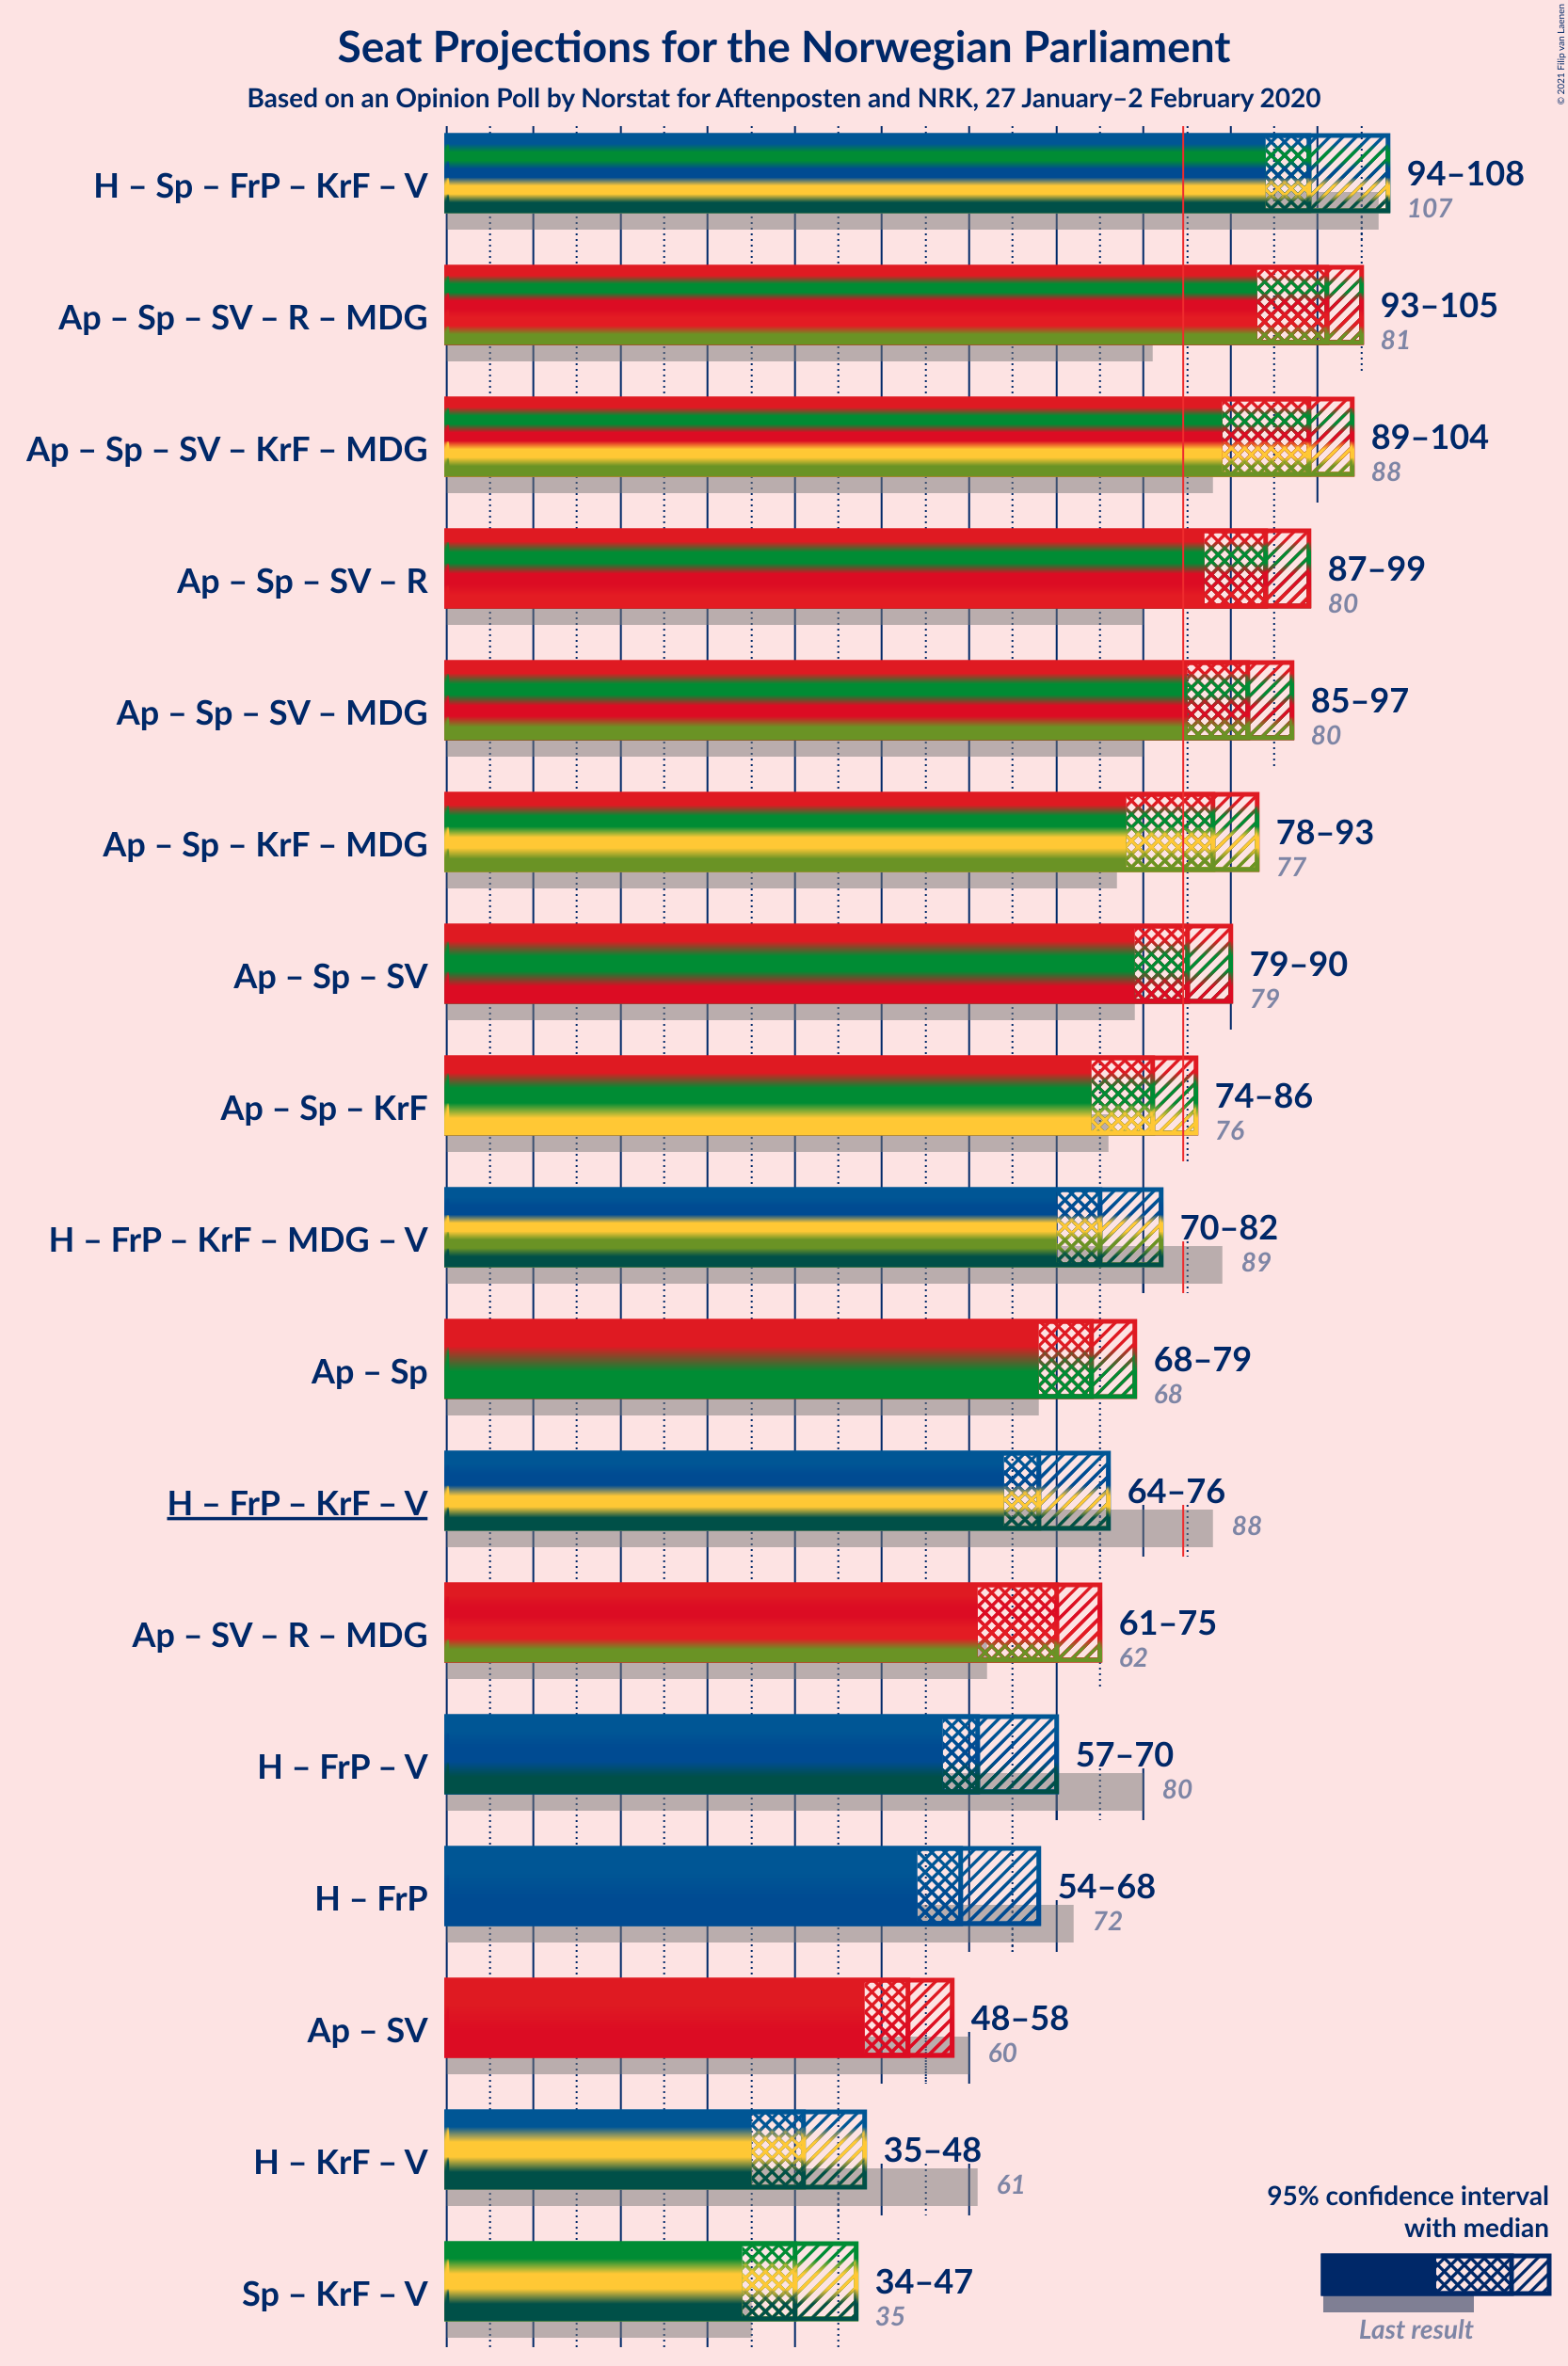 Seat Projections for the Norwegian Parliament
Based on an Opinion Poll by Norstat for Aftenposten and NRK, 27 January–2 February 2020
© 2021 Filip van Laenen
H – Sp – FrP – KrF – V
94–108
107
Ap – Sp – SV – R – MDG
93–105
81
Ap – Sp – SV – KrF – MDG
89–104
88
Ap – Sp – SV – R
87–99
80
Ap – Sp – SV – MDG
85–97
80
Ap – Sp – KrF – MDG
78–93
77
Ap – Sp – SV
79–90
79
Ap – Sp – KrF
74–86
76
H – FrP – KrF – MDG – V
70–82
89
Ap – Sp
68–79
68
H – FrP – KrF – V
64–76
88
Ap – SV – R – MDG
61–75
62
H – FrP – V
57–70
80
H – FrP
54–68
72
Ap – SV
48–58
60
H – KrF – V
35–48
61
Sp – KrF – V
34–47
35
95% confidence interval
with median
Last result